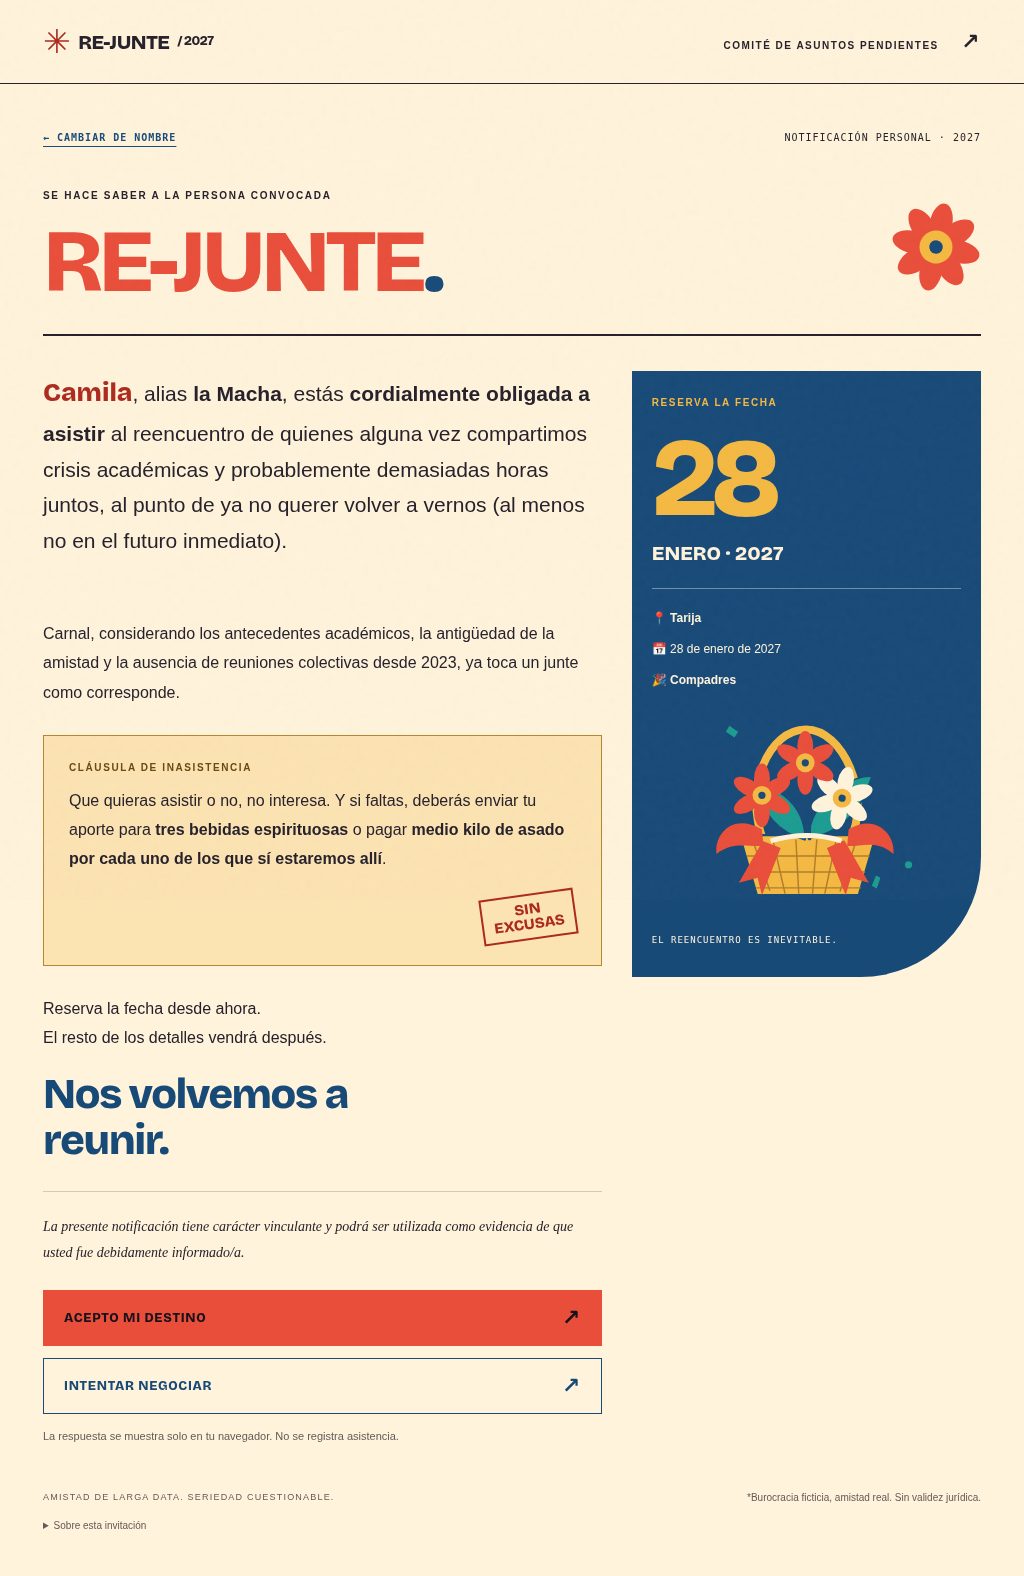 RE-JUNTE / 2027
COMITÉ DE ASUNTOS PENDIENTES ↗
← CAMBIAR DE NOMBRE
NOTIFICACIÓN PERSONAL · 2027
SE HACE SABER A LA PERSONA CONVOCADA
RE-JUNTE.
Camila, alias la Macha, estás cordialmente obligada a
asistir al reencuentro de quienes alguna vez compartimos
crisis académicas y probablemente demasiadas horas
juntos, al punto de ya no querer volver a vernos (al menos
no en el futuro inmediato).
Carnal, considerando los antecedentes académicos, la antigüedad de la
amistad y la ausencia de reuniones colectivas desde 2023, ya toca un junte
como corresponde.
CLÁUSULA DE INASISTENCIA
Que quieras asistir o no, no interesa. Y si faltas, deberás enviar tu
aporte para tres bebidas espirituosas o pagar medio kilo de asado
por cada uno de los que sí estaremos allí.
SIN
EXCUSAS
Reserva la fecha desde ahora.
El resto de los detalles vendrá después.
Nos volvemos a
reunir.
La presente notificación tiene carácter vinculante y podrá ser utilizada como evidencia de que
usted fue debidamente informado/a.
ACEPTO MI DESTINO ↗
INTENTAR NEGOCIAR ↗
La respuesta se muestra solo en tu navegador. No se registra asistencia.
RESERVA LA FECHA
28
ENERO · 2027
📍 Tarija
📅 28 de enero de 2027
🎉 Compadres
EL REENCUENTRO ES INEVITABLE.
AMISTAD DE LARGA DATA. SERIEDAD CUESTIONABLE.
*Burocracia ficticia, amistad real. Sin validez jurídica.
▶ Sobre esta invitación